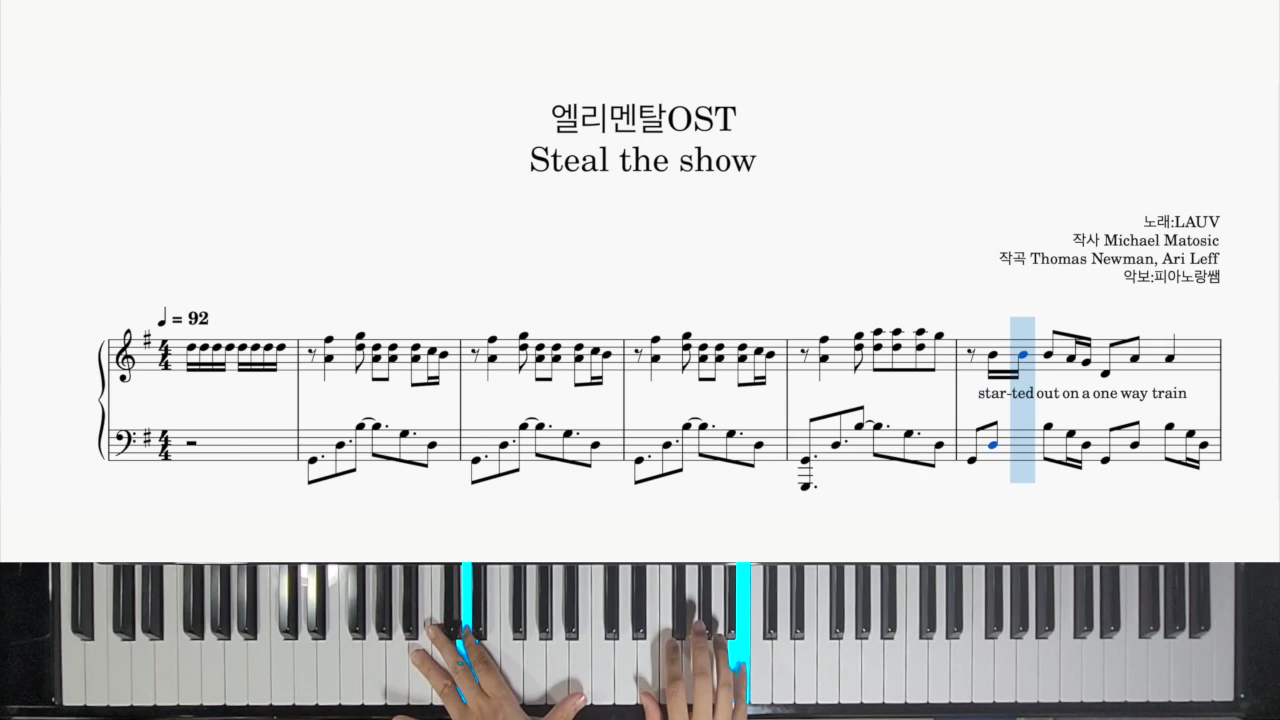 엘리멘탈OST
Steal the show
노래:LAUV
작사 Michael Matosic
작곡 Thomas Newman, Ari Leff
악보:피아노랑쌤
♩ = 92
star-ted out on a one way train